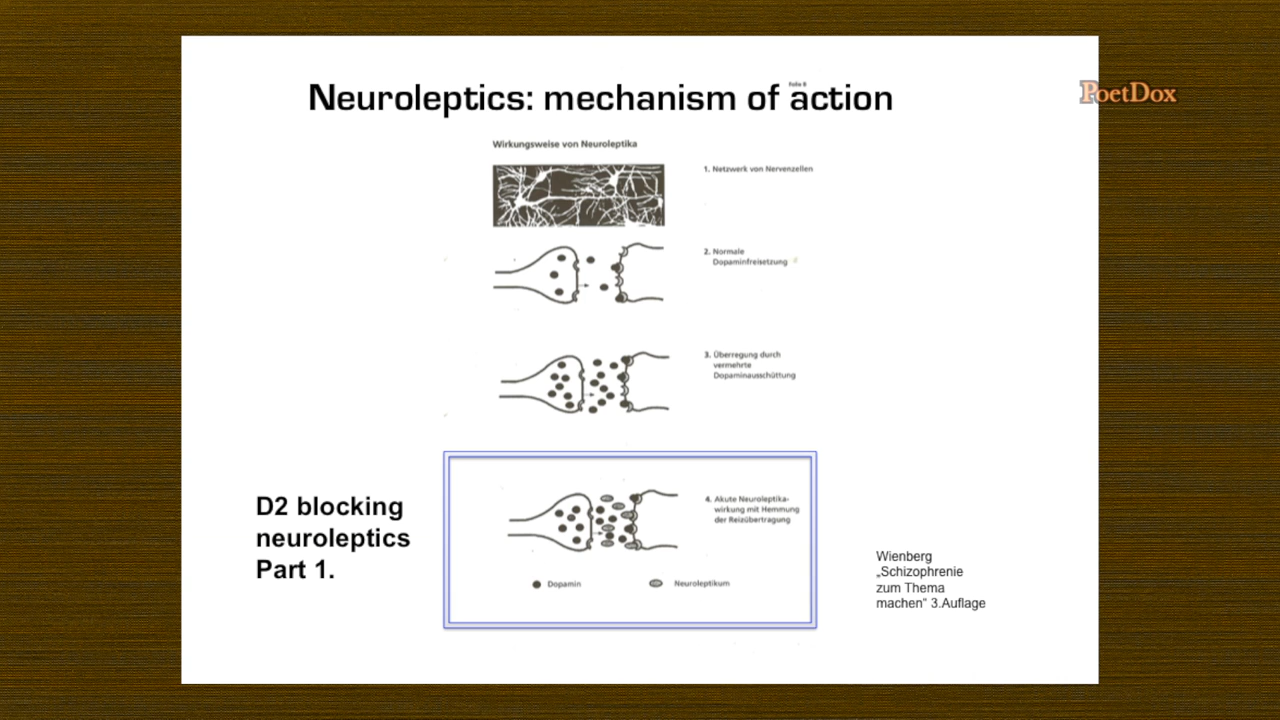 Folie 8
Neuroleptics: mechanism of action
PoetDox
Wirkungsweise von Neuroleptika
1. Netzwerk von Nervenzellen
2. Normale
Dopaminfreisetzung
3. Überregung durch
vermehrte
Dopaminausschüttung
D2 blocking
neuroleptics
Part 1.
4. Akute Neuroleptika-
wirkung mit Hemmung
der Reizübertragung
Dopamin
Neuroleptikum
Wienberg
„Schizophrenie
zum Thema
machen“ 3.Auflage